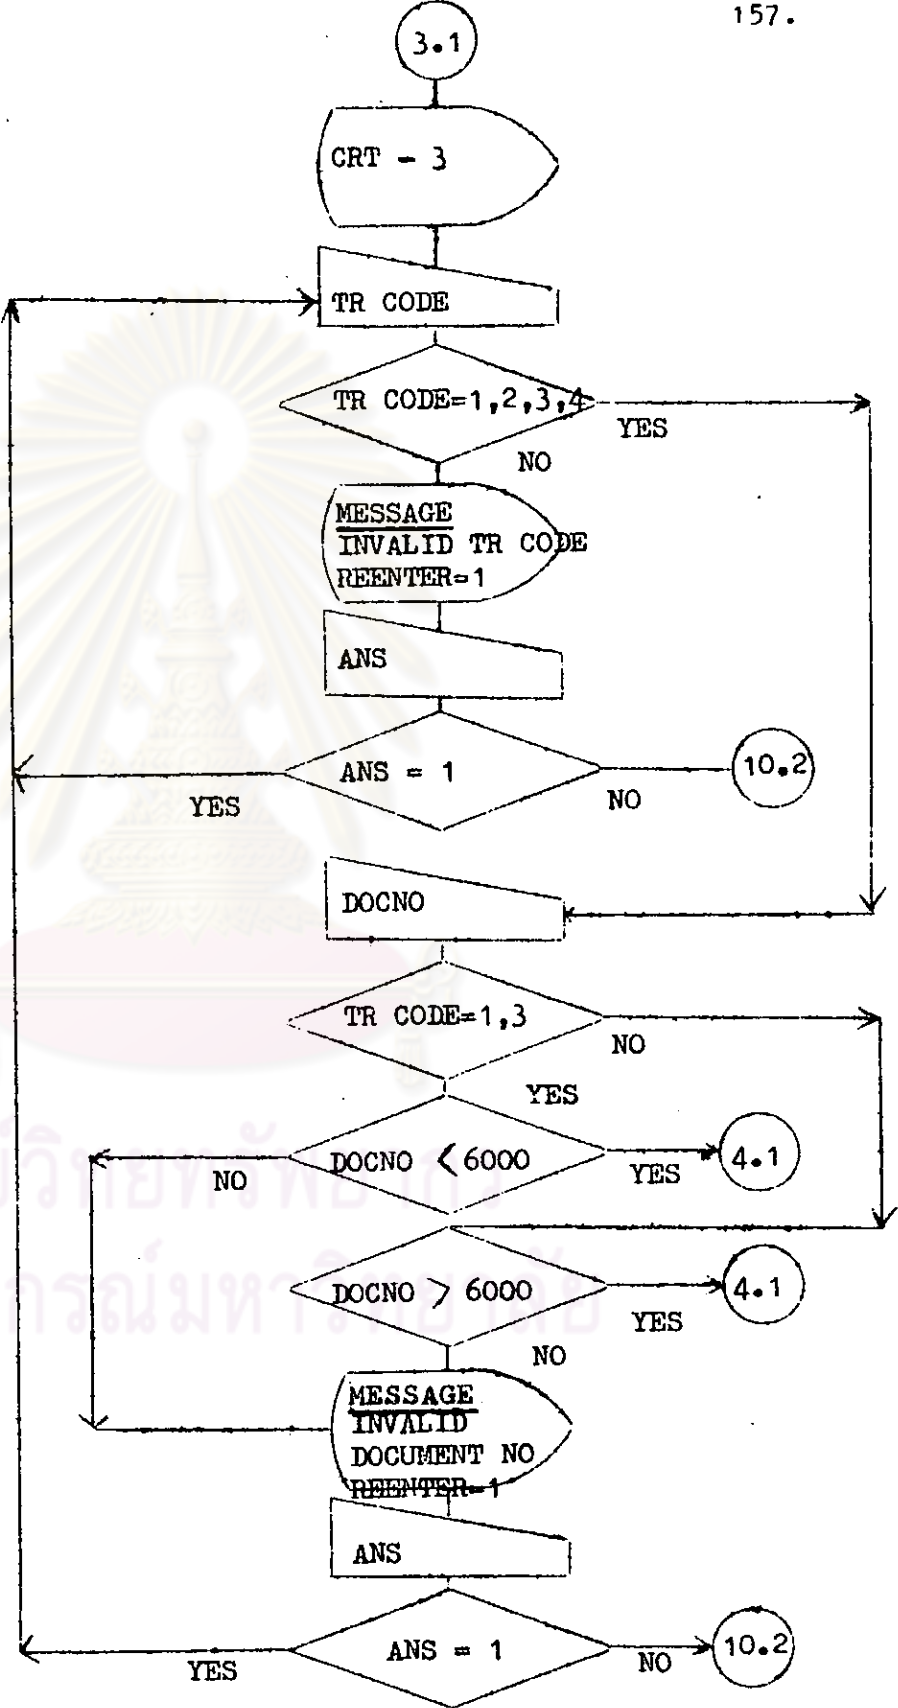 157.
3.1
CRT - 3
TR CODE
TR CODE=1,2,3,4
YES
NO
MESSAGE
INVALID TR CODE
REENTER=1
ANS
ANS = 1
10.2
YES
NO
DOCNO
TR CODE=1,3
NO
YES
DOCNO < 6000
4.1
NO
YES
DOCNO > 6000
4.1
YES
NO
MESSAGE
INVALID
DOCUMENT NO
REENTER=1
ANS
ANS = 1
10.2
YES
NO